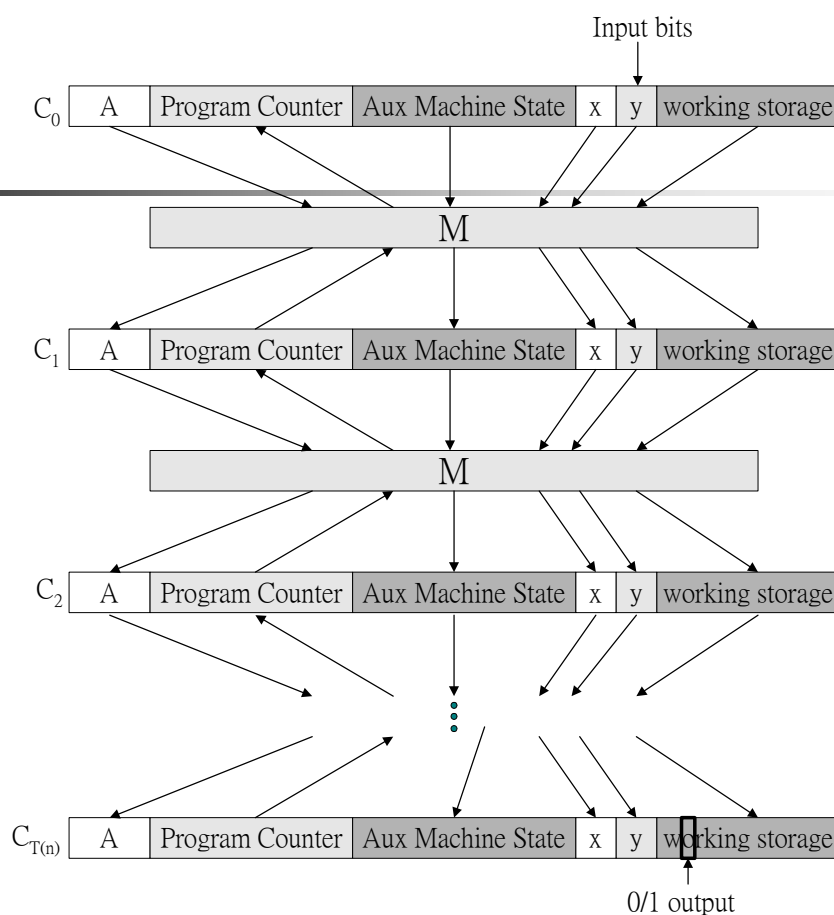 Input bits
C0 A Program Counter Aux Machine State x y working storage
M
C1 A Program Counter Aux Machine State x y working storage
M
C2 A Program Counter Aux Machine State x y working storage
CT(n) A Program Counter Aux Machine State x y working storage
0/1 output